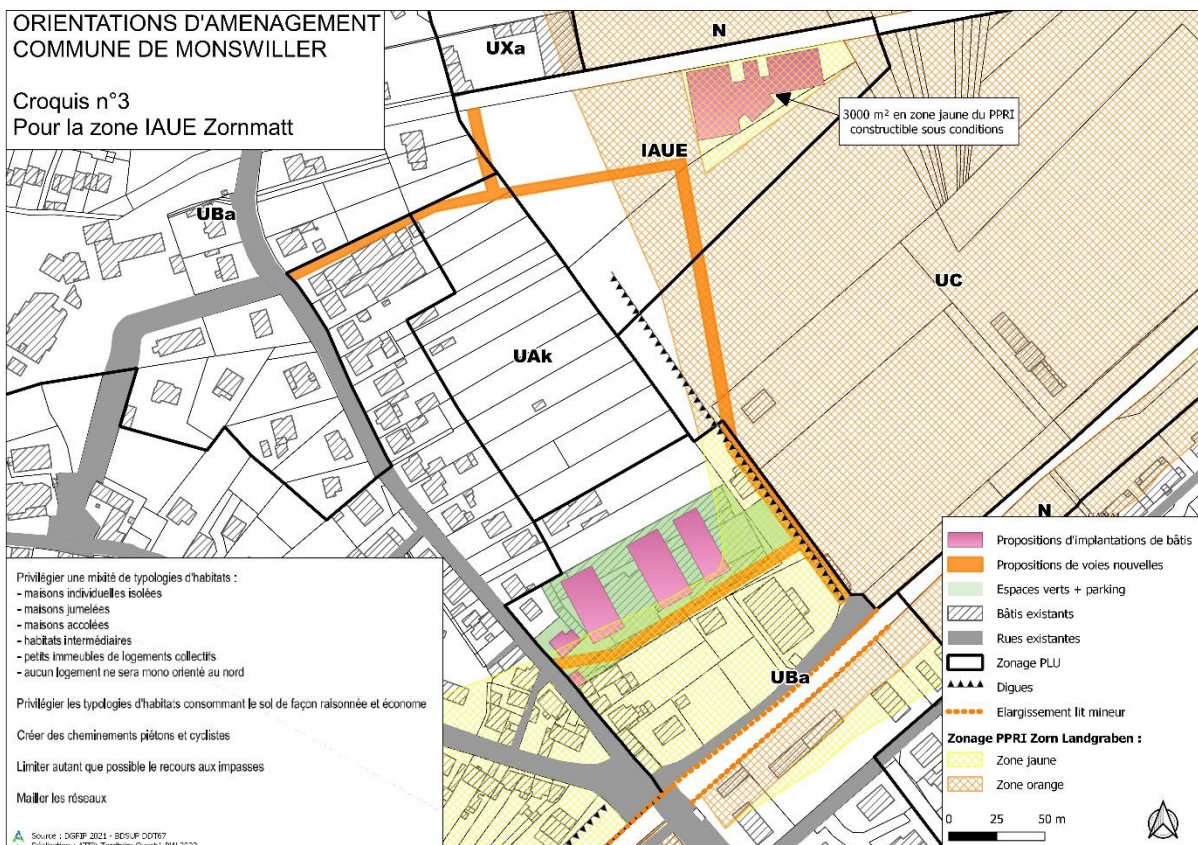 ORIENTATIONS D'AMENAGEMENT
COMMUNE DE MONSWILLER
Croquis n°3
Pour la zone IAUE Zornmatt
UXa
N
3000 m² en zone jaune du PPRI
constructible sous conditions
IAUE
UBa
UC
UAk
N
UBa
Privilégier une mixité de typologies d'habitats :
- maisons individuelles isolées
- maisons jumelées
- maisons accolées
- habitats intermédiaires
- petits immeubles de logements collectifs
- aucun logement ne sera mono orienté au nord
Privilégier les typologies d'habitats consommant le sol de façon raisonnée et économe
Créer des cheminements piétons et cyclistes
Limiter autant que possible le recours aux impasses
Mailler les réseaux
Source : DGFIP 2021 - BDSUP DDT67
Propositions d'implantations de bâtis
Propositions de voies nouvelles
Espaces verts + parking
Bâtis existants
Rues existantes
Zonage PLU
Digues
Elargissement lit mineur
Zonage PPRI Zorn Landgraben :
Zone jaune
Zone orange
0 25 50 m